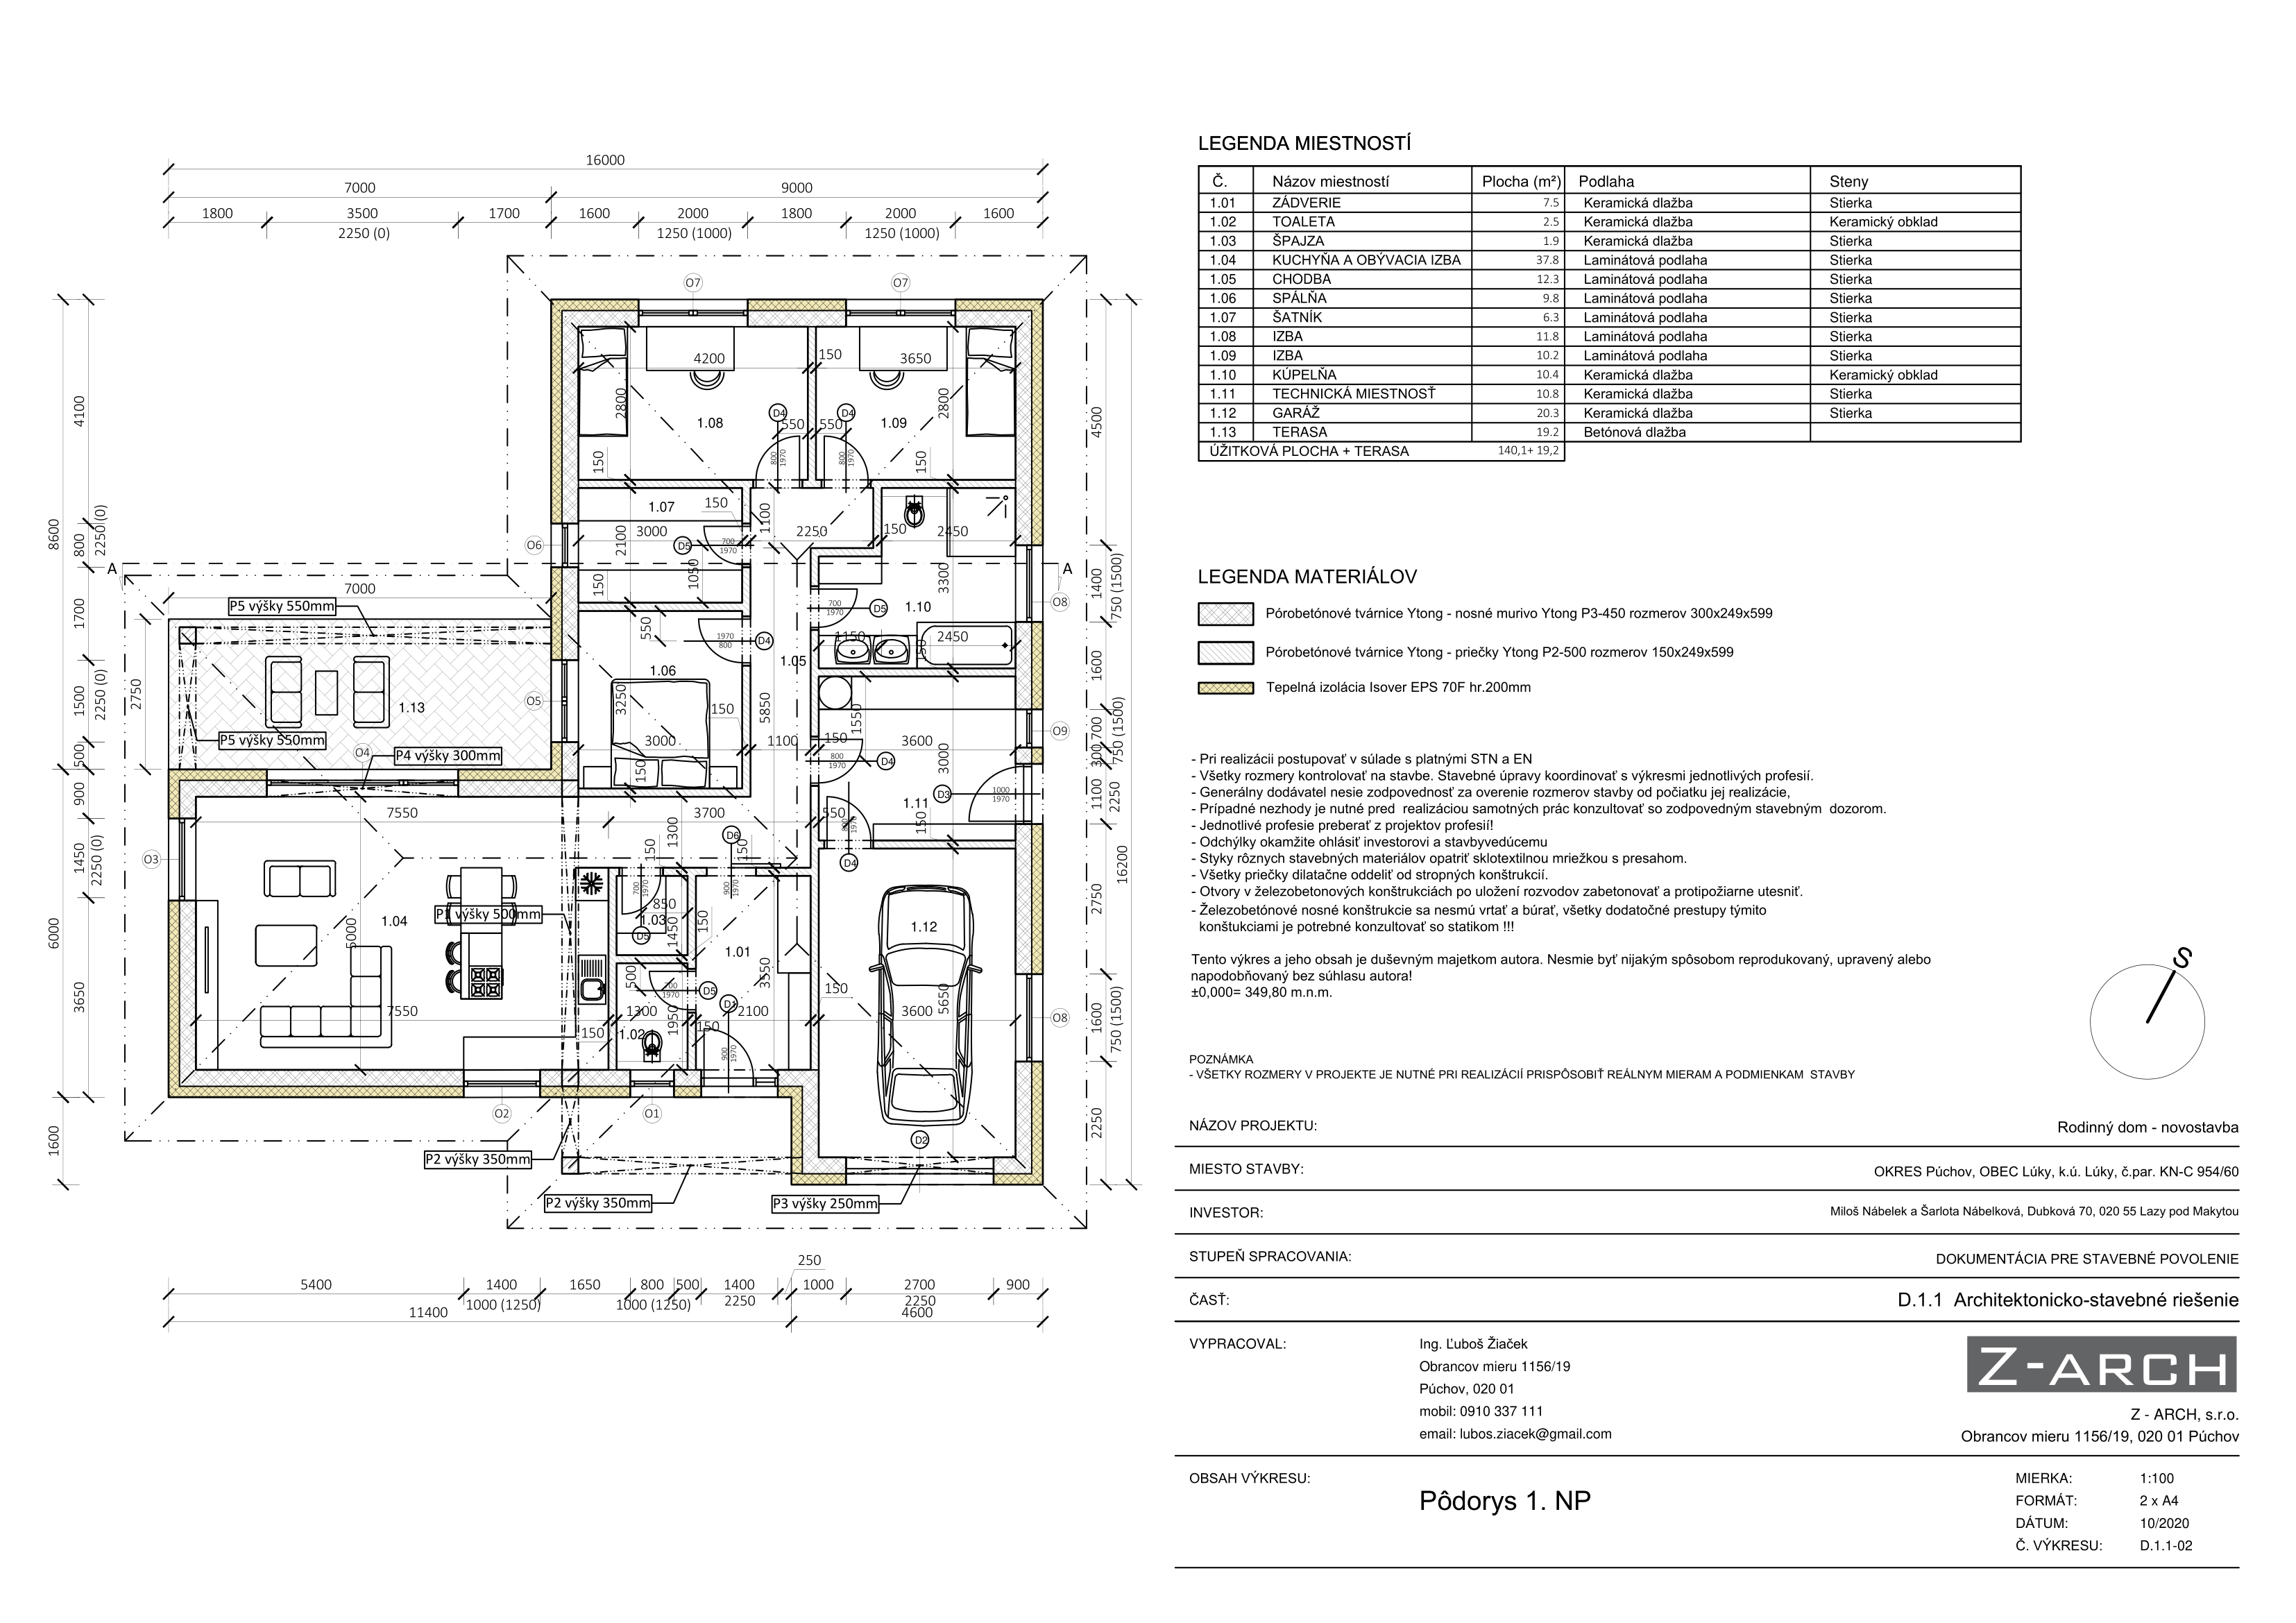 16000
7000 9000
1800 3500 1700 1600 2000 1800 2000 1600
2250 (0) 1250 (1000) 1250 (1000)
O7 O7
4200 150 3650
2800 2800
1.08 D4 D4 1.09
550 550
150 800 1970 800 1970 150
1.07 150
1100
3000 2250 150 2450
2100 D5 700 1970
O6
150 1050 3300
A A
1.10
700 1970 D5
O8
550 1970 800 D4
1150 2450
1.06 1.05
3250 150 5850
3000 1100 150 3600
1550
O9
800 1970 D4
3000
150
D3 1000 1970
1.11
7000
P5 výšky 550mm
1.13
2750
O5
P5 výšky 550mm
O4
P4 výšky 300mm
7550 3700 550
1300 D6 150
150
800 1970
D4
O3
1.04
P1 výšky 500mm
5000
7550
700 1970
850
1.03
D5
1450
150
900 1970
1.01
3550
500
700 1970
D5
D1
1300 2100
150 1950 150
1.02
900 1970
1.12
150
3600
5650
O8
D2
O2 O1
P2 výšky 350mm
P2 výšky 350mm
P3 výšky 250mm
8600
6000
1600
4100
800
2250 (0)
1700
1500
2250 (0)
500
900
1450
2250 (0)
3650
4500
1400
750 (1500)
1600
700
750 (1500)
300
1100
2250
2750
1600
750 (1500)
2250
16200
250
5400 1400 1650 800 500 1400 1000 2700 900
1000 (1250) 1000 (1250) 2250 2250
11400 4600
LEGENDA MIESTNOSTÍ
Č. Názov miestností Plocha (m²) Podlaha Steny
1.01 ZÁDVERIE 7.5 Keramická dlažba Stierka
1.02 TOALETA 2.5 Keramická dlažba Keramický obklad
1.03 ŠPAJZA 1.9 Keramická dlažba Stierka
1.04 KUCHYŇA A OBÝVACIA IZBA 37.8 Laminátová podlaha Stierka
1.05 CHODBA 12.3 Laminátová podlaha Stierka
1.06 SPÁLŇA 9.8 Laminátová podlaha Stierka
1.07 ŠATNÍK 6.3 Laminátová podlaha Stierka
1.08 IZBA 11.8 Laminátová podlaha Stierka
1.09 IZBA 10.2 Laminátová podlaha Stierka
1.10 KÚPELŇA 10.4 Keramická dlažba Keramický obklad
1.11 TECHNICKÁ MIESTNOSŤ 10.8 Keramická dlažba Stierka
1.12 GARÁŽ 20.3 Keramická dlažba Stierka
1.13 TERASA 19.2 Betónová dlažba
ÚŽITKOVÁ PLOCHA + TERASA 140,1+ 19,2
LEGENDA MATERIÁLOV
Pórobetónové tvárnice Ytong - nosné murivo Ytong P3-450 rozmerov 300x249x599
Pórobetónové tvárnice Ytong - priečky Ytong P2-500 rozmerov 150x249x599
Tepelná izolácia Isover EPS 70F hr.200mm
- Pri realizácii postupovať v súlade s platnými STN a EN
- Všetky rozmery kontrolovať na stavbe. Stavebné úpravy koordinovať s výkresmi jednotlivých profesií.
- Generálny dodávateľ nesie zodpovednosť za overenie rozmerov stavby od počiatku jej realizácie,
- Prípadné nezhody je nutné pred realizáciou samotných prác konzultovať so zodpovedným stavebným dozorom.
- Jednotlivé profesie preberať z projektov profesií!
- Odchýlky okamžite ohlásiť investorovi a stavbyvedúcemu
- Styky rôznych stavebných materiálov opatriť sklotextilnou mriežkou s presahom.
- Všetky priečky dilatačne oddeliť od stropných konštrukcií.
- Otvory v železobetonových konštrukciách po uložení rozvodov zabetonovať a protipožiarne utesniť.
- Železobetónové nosné konštrukcie sa nesmú vrtať a búrať, všetky dodatočné prestupy týmito
konštukciami je potrebné konzultovať so statikom !!!
Tento výkres a jeho obsah je duševným majetkom autora. Nesmie byť nijakým spôsobom reprodukovaný, upravený alebo
napodobňovaný bez súhlasu autora!
±0,000= 349,80 m.n.m.
S
POZNÁMKA
- VŠETKY ROZMERY V PROJEKTE JE NUTNÉ PRI REALIZÁCIÍ PRISPÔSOBIŤ REÁLNYM MIERAM A PODMIENKAM STAVBY
NÁZOV PROJEKTU: Rodinný dom - novostavba
MIESTO STAVBY: OKRES Púchov, OBEC Lúky, k.ú. Lúky, č.par. KN-C 954/60
INVESTOR: Miloš Nábelek a Šarlota Nábelková, Dubková 70, 020 55 Lazy pod Makytou
STUPEŇ SPRACOVANIA: DOKUMENTÁCIA PRE STAVEBNÉ POVOLENIE
ČASŤ: D.1.1 Architektonicko-stavebné riešenie
VYPRACOVAL: Ing. Ľuboš Žiaček
Obrancov mieru 1156/19
Púchov, 020 01
mobil: 0910 337 111
email: lubos.ziacek@gmail.com
Z-ARCH
Z - ARCH, s.r.o.
Obrancov mieru 1156/19, 020 01 Púchov
OBSAH VÝKRESU: Pôdorys 1. NP
MIERKA: 1:100
FORMÁT: 2 x A4
DÁTUM: 10/2020
Č. VÝKRESU: D.1.1-02